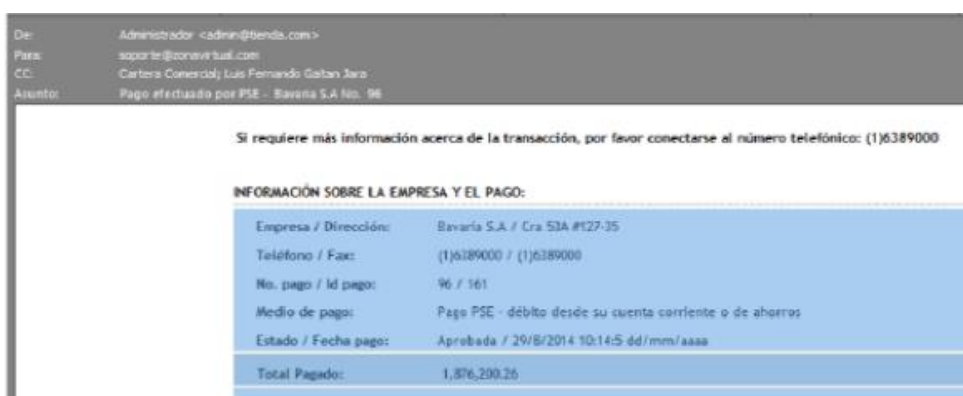 De: Administrador <admin@tienda.com>
Para: soporte@zonavirtual.com
CC: Cartera Comercial; Luis Fernando Gaitan Jara
Asunto: Pago efectuado por PSE - Bavaria S.A No. 96
Si requiere más información acerca de la transacción, por favor conectarse al número telefónico: (1)6389000
INFORMACIÓN SOBRE LA EMPRESA Y EL PAGO:
Empresa / Dirección: Bavaria S.A / Cra 53A #127-35
Teléfono / Fax: (1)6389000 / (1)6389000
No. pago / Id pago: 96 / 161
Medio de pago: Pago PSE - débito desde su cuenta corriente o de ahorros
Estado / Fecha pago: Aprobada / 29/8/2014 10:14:5 dd/mm/aaaa
Total Pagado: 1,876,200.26